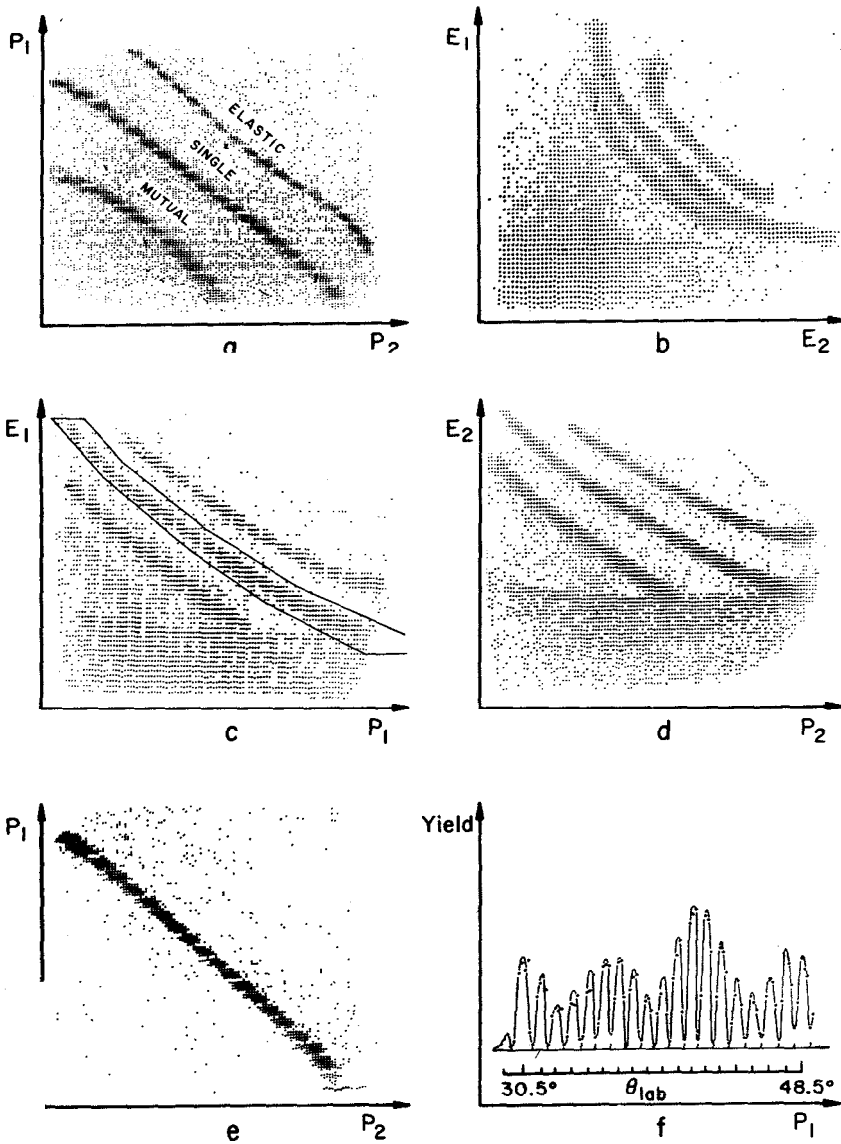 P1
ELASTIC
SINGLE
MUTUAL
a
P2
E1
b
E2
E1
c
P1
E2
d
P2
P1
e
P2
Yield
30.5° θlab 48.5°
f
P1